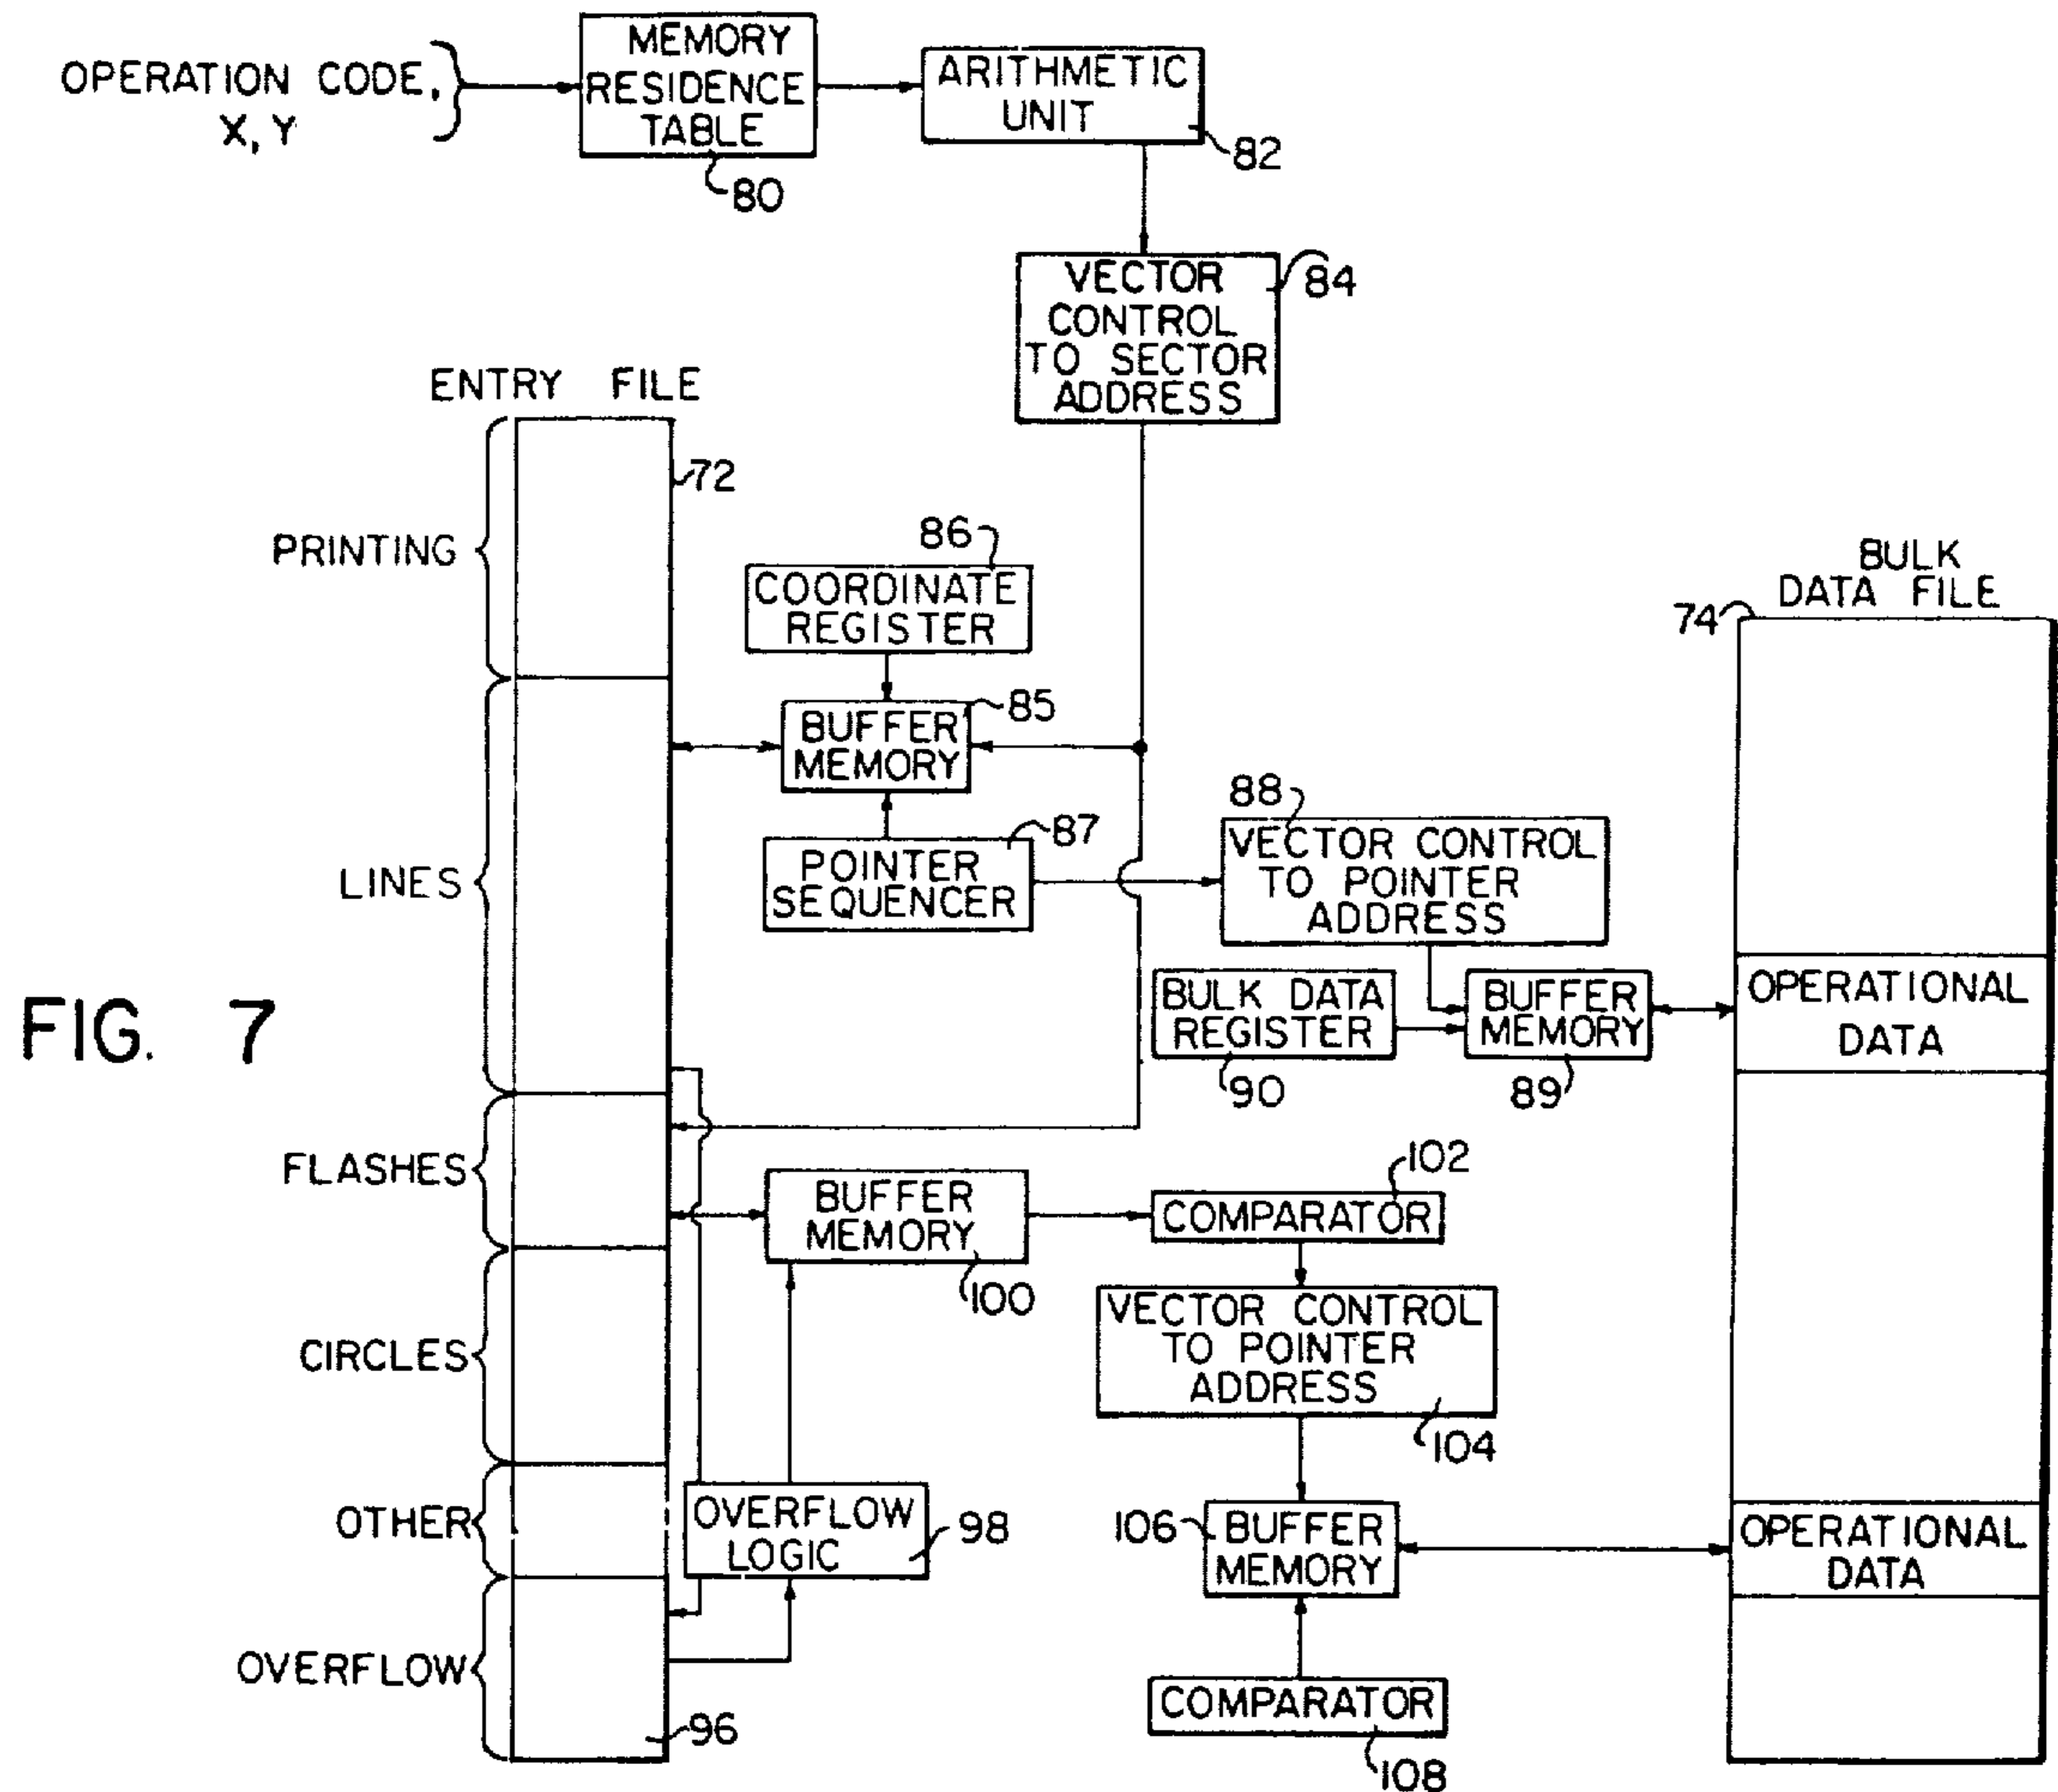 OPERATION CODE,
X, Y
MEMORY
RESIDENCE
TABLE
80
ARITHMETIC
UNIT
82
VECTOR
CONTROL
TO SECTOR
ADDRESS
84
ENTRY FILE
72
PRINTING
LINES
FLASHES
CIRCLES
OTHER
OVERFLOW
96
86
COORDINATE
REGISTER
BUFFER
MEMORY
85
87
POINTER
SEQUENCER
88
VECTOR CONTROL
TO POINTER
ADDRESS
BULK DATA
REGISTER
90
BUFFER
MEMORY
89
BULK
DATA FILE
74
OPERATIONAL
DATA
FIG. 7
BUFFER
MEMORY
100
102
COMPARATOR
VECTOR CONTROL
TO POINTER
ADDRESS
104
OVERFLOW
LOGIC
98
106
BUFFER
MEMORY
OPERATIONAL
DATA
COMPARATOR
108